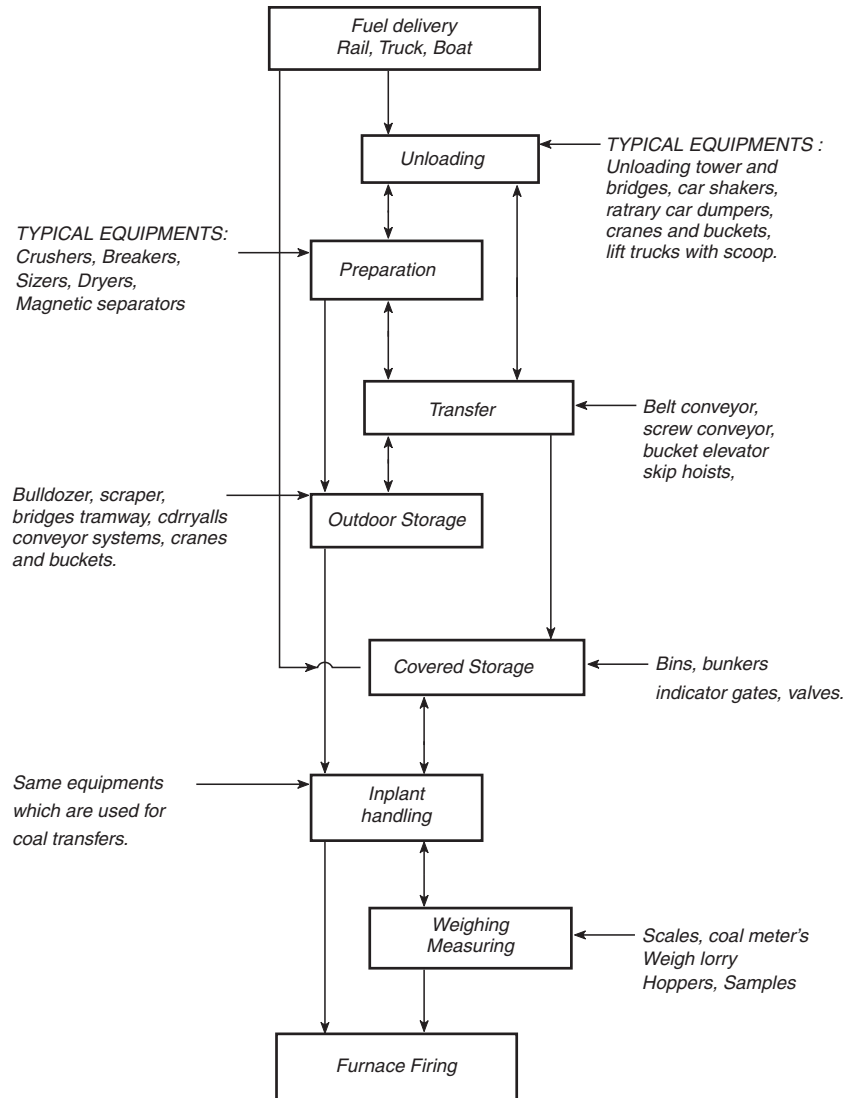 Fuel delivery
Rail, Truck, Boat
Unloading
TYPICAL EQUIPMENTS :
Unloading tower and
bridges, car shakers,
ratrary car dumpers,
cranes and buckets,
lift trucks with scoop.
TYPICAL EQUIPMENTS:
Crushers, Breakers,
Sizers, Dryers,
Magnetic separators
Preparation
Transfer
Belt conveyor,
screw conveyor,
bucket elevator
skip hoists,
Bulldozer, scraper,
bridges tramway, cdrryalls
conveyor systems, cranes
and buckets.
Outdoor Storage
Covered Storage
Bins, bunkers
indicator gates, valves.
Same equipments
which are used for
coal transfers.
Inplant
handling
Weighing
Measuring
Scales, coal meter's
Weigh lorry
Hoppers, Samples
Furnace Firing